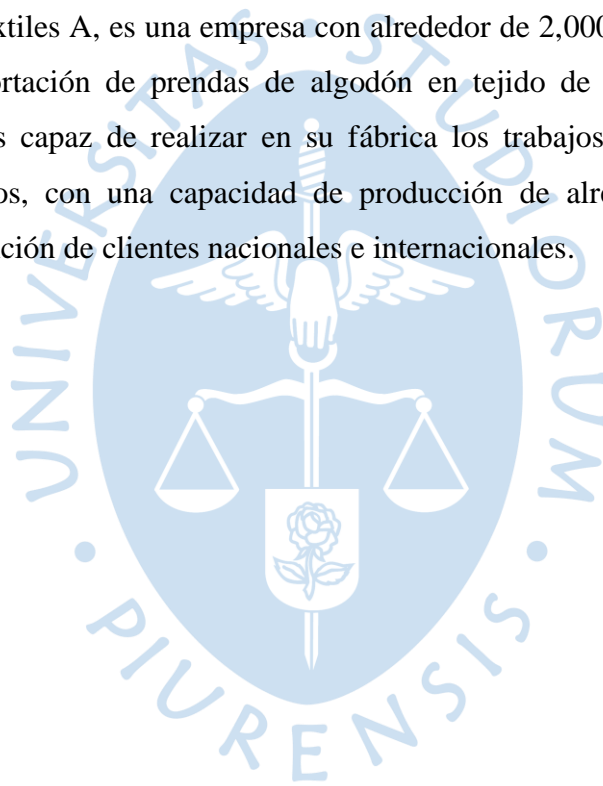 xtiles A, es una empresa con alrededor de 2,000
ortación de prendas de algodón en tejido de
s capaz de realizar en su fábrica los trabajos
os, con una capacidad de producción de alr
ción de clientes nacionales e internacionales.
UNIVERSITAS • STUDIORUM • PIURENSIS